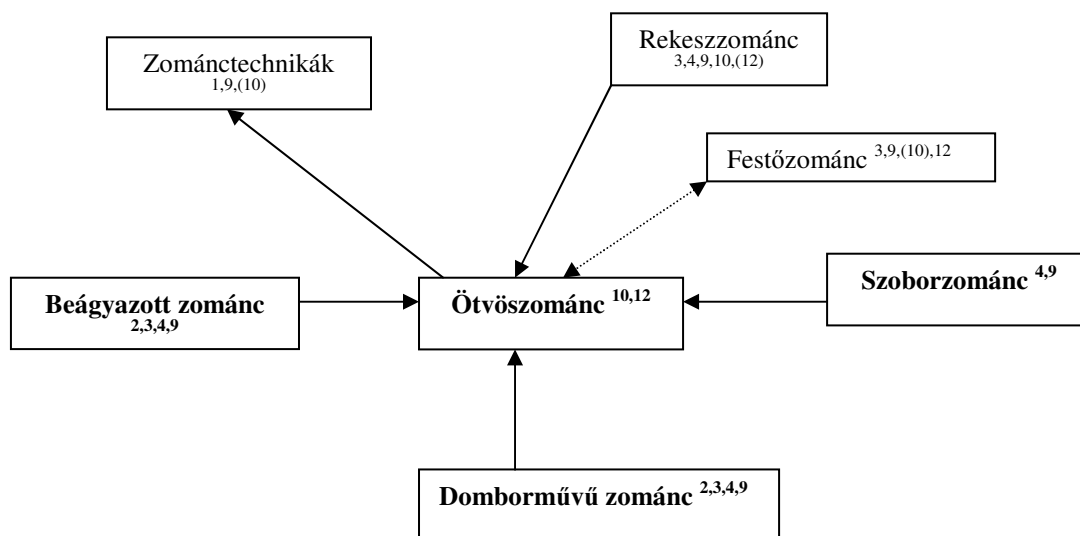 Rekeszzománc
3,4,9,10,(12)
Zománctechnikák
1,9,(10)
Festőzománc 3,9,(10),12
Szoborzománc 4,9
Beágyazott zománc
2,3,4,9
Ötvöszománc 10,12
Domborművű zománc 2,3,4,9